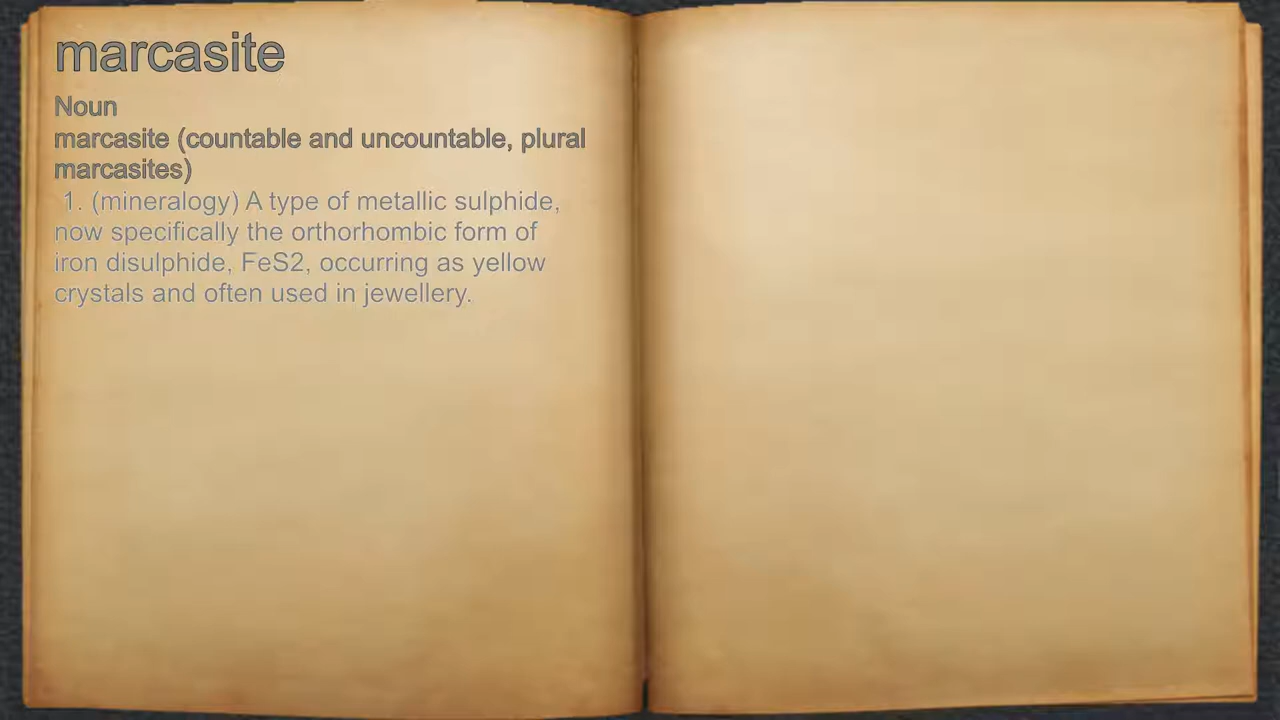 marcasite
Noun
marcasite (countable and uncountable, plural
marcasites)
1. (mineralogy) A type of metallic sulphide,
now specifically the orthorhombic form of
iron disulphide, FeS2, occurring as yellow
crystals and often used in jewellery.